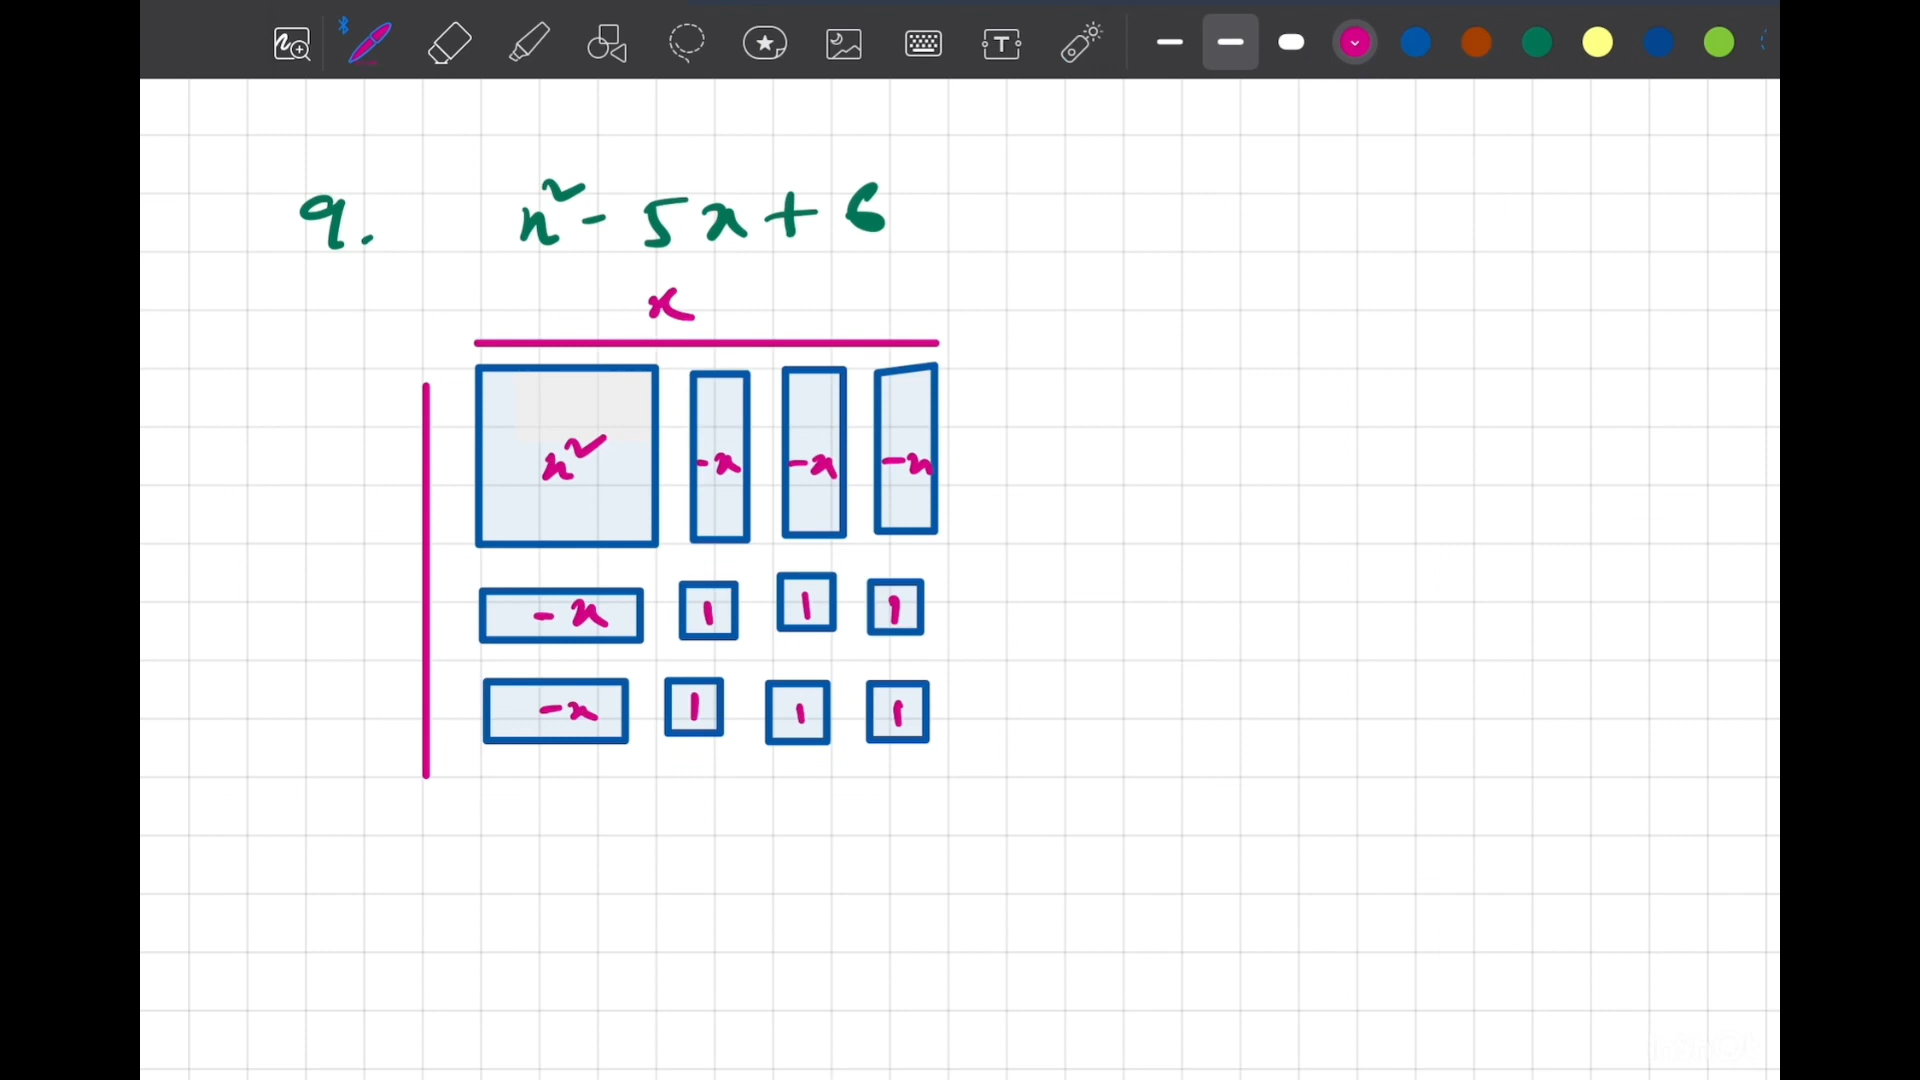 9. x² - 5x + 6
x
x² -x -x -x
-x 1 1 1
-x 1 1 1